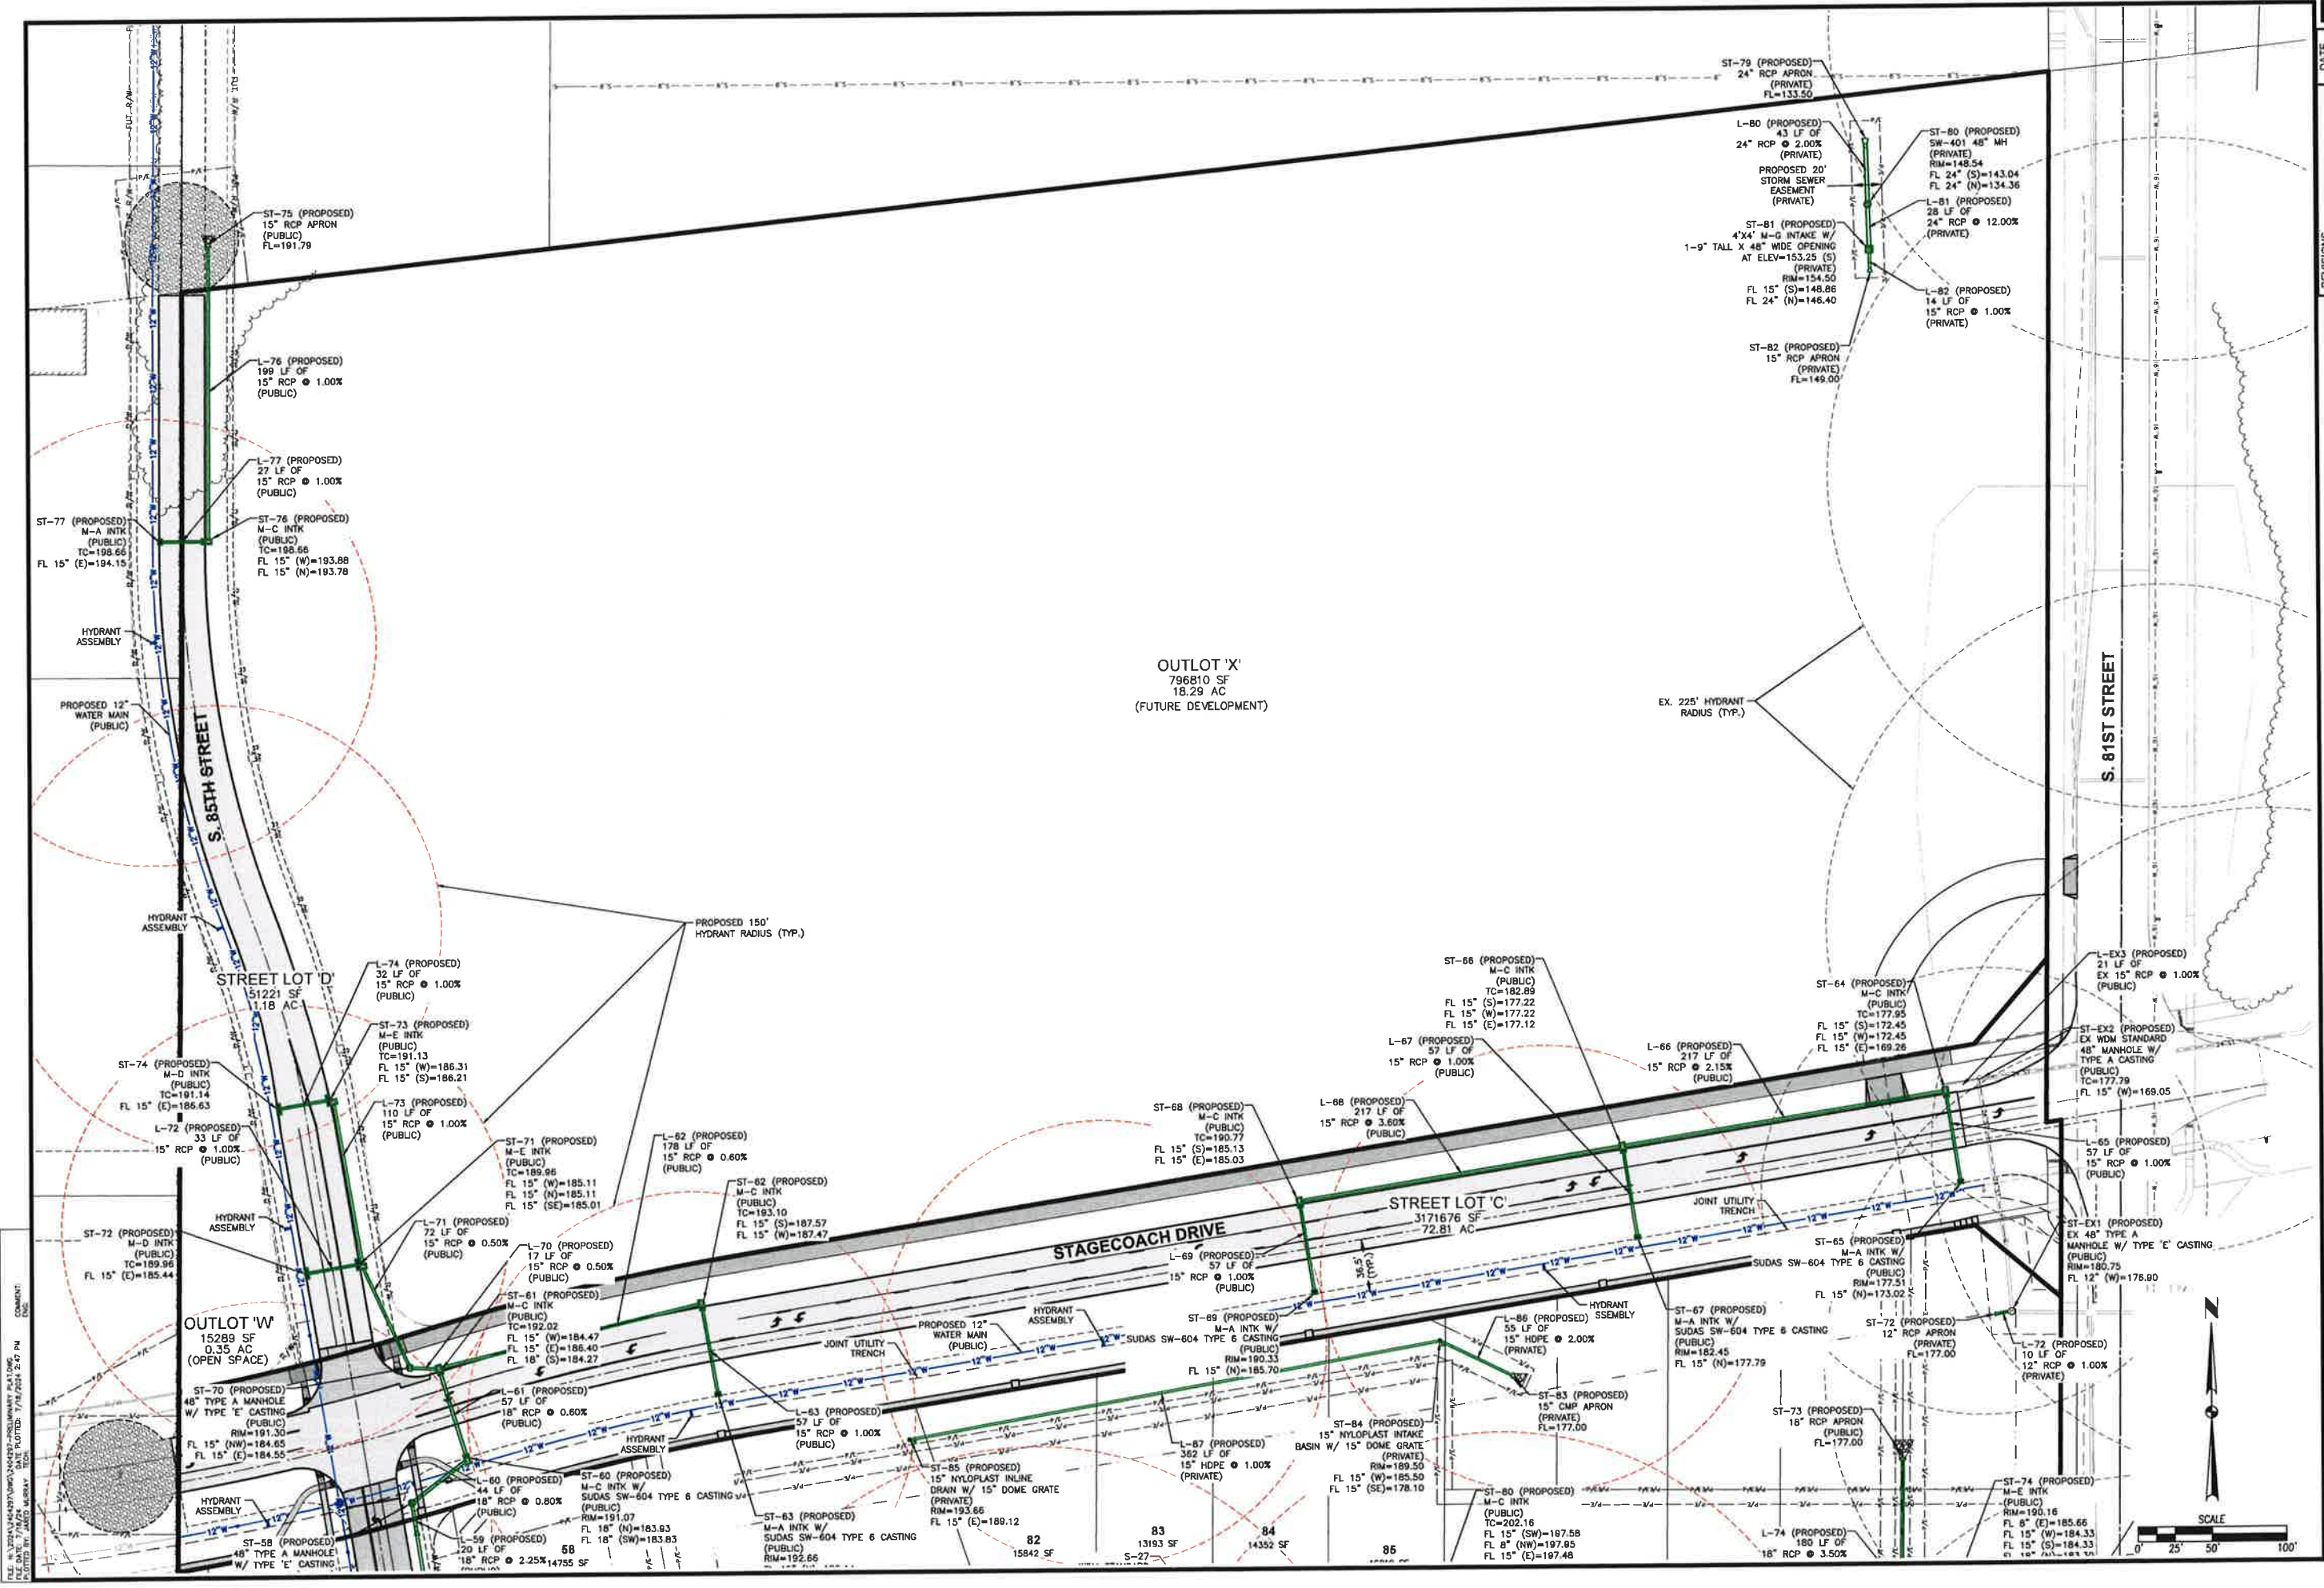 ST-79 (PROPOSED)
24" RCP APRON
(PRIVATE)
FL=133.50
L-80 (PROPOSED)
43 LF OF
24" RCP @ 2.00%
(PRIVATE)
PROPOSED 20'
STORM SEWER
EASEMENT
(PRIVATE)
ST-80 (PROPOSED)
SW-401 48" MH
(PRIVATE)
RIM=148.54
FL 24" (S)=143.04
FL 24" (N)=134.36
L-81 (PROPOSED)
28 LF OF
24" RCP @ 12.00%
(PRIVATE)
ST-81 (PROPOSED)
4'X4' M-G INTAKE W/
1-9" TALL X 48" WIDE OPENING
AT ELEV=153.25 (S)
(PRIVATE)
RIM=154.50
FL 15" (S)=148.86
FL 24" (N)=146.40
L-82 (PROPOSED)
14 LF OF
15" RCP @ 1.00%
(PRIVATE)
ST-82 (PROPOSED)
15" RCP APRON
(PRIVATE)
FL=149.00
ST-75 (PROPOSED)
15" RCP APRON
(PUBLIC)
FL=191.79
L-76 (PROPOSED)
199 LF OF
15" RCP @ 1.00%
(PUBLIC)
L-77 (PROPOSED)
27 LF OF
15" RCP @ 1.00%
(PUBLIC)
ST-77 (PROPOSED)
M-A INTK
(PUBLIC)
TC=198.66
FL 15" (E)=194.15
ST-76 (PROPOSED)
M-C INTK
(PUBLIC)
TC=198.66
FL 15" (W)=193.88
FL 15" (N)=193.78
HYDRANT
ASSEMBLY
PROPOSED 12"
WATER MAIN
(PUBLIC)
S. 85TH STREET
OUTLOT 'X'
796810 SF
18.29 AC
(FUTURE DEVELOPMENT)
EX. 225' HYDRANT
RADIUS (TYP.)
S. 81ST STREET
HYDRANT
ASSEMBLY
PROPOSED 150'
HYDRANT RADIUS (TYP.)
STREET LOT 'D'
51221 SF
1.18 AC
L-74 (PROPOSED)
32 LF OF
15" RCP @ 1.00%
(PUBLIC)
ST-73 (PROPOSED)
M-E INTK
(PUBLIC)
TC=191.13
FL 15" (W)=186.31
FL 15" (S)=186.21
ST-74 (PROPOSED)
M-D INTK
(PUBLIC)
TC=191.14
FL 15" (E)=186.63
L-73 (PROPOSED)
110 LF OF
15" RCP @ 1.00%
(PUBLIC)
L-72 (PROPOSED)
33 LF OF
15" RCP @ 1.00%
(PUBLIC)
ST-71 (PROPOSED)
M-E INTK
(PUBLIC)
TC=189.96
FL 15" (W)=185.11
FL 15" (N)=185.11
FL 15" (SE)=185.01
L-62 (PROPOSED)
178 LF OF
15" RCP @ 0.60%
(PUBLIC)
ST-62 (PROPOSED)
M-C INTK
(PUBLIC)
TC=193.10
FL 15" (S)=187.57
FL 15" (W)=187.47
ST-72 (PROPOSED)
M-D INTK
(PUBLIC)
TC=189.96
FL 15" (E)=185.44
HYDRANT
ASSEMBLY
L-71 (PROPOSED)
72 LF OF
15" RCP @ 0.50%
(PUBLIC)
L-70 (PROPOSED)
17 LF OF
15" RCP @ 0.50%
(PUBLIC)
ST-61 (PROPOSED)
M-C INTK
(PUBLIC)
TC=192.02
FL 15" (W)=184.47
FL 15" (E)=186.40
FL 18" (S)=184.27
OUTLOT 'W'
15289 SF
0.35 AC
(OPEN SPACE)
ST-70 (PROPOSED)
48" TYPE A MANHOLE
W/ TYPE 'E' CASTING
(PUBLIC)
RIM=191.30
FL 15" (NW)=184.65
FL 15" (E)=184.55
L-61 (PROPOSED)
57 LF OF
18" RCP @ 0.60%
(PUBLIC)
HYDRANT
ASSEMBLY
ST-58 (PROPOSED)
48" TYPE A MANHOLE
W/ TYPE 'E' CASTING
L-60 (PROPOSED)
44 LF OF
18" RCP @ 0.80%
(PUBLIC)
L-59 (PROPOSED)
20 LF OF
18" RCP @ 2.25%
ST-60 (PROPOSED)
M-C INTK W/
SUDAS SW-604 TYPE 6 CASTING
(PUBLIC)
RIM=191.07
FL 18" (N)=183.93
FL 18" (SW)=183.83
58
14755 SF
HYDRANT
ASSEMBLY
L-63 (PROPOSED)
57 LF OF
15" RCP @ 1.00%
(PUBLIC)
ST-63 (PROPOSED)
M-A INTK W/
SUDAS SW-604 TYPE 6 CASTING
(PUBLIC)
RIM=192.66
JOINT UTILITY
TRENCH
PROPOSED 12"
WATER MAIN
(PUBLIC)
HYDRANT
ASSEMBLY
STAGECOACH DRIVE
ST-85 (PROPOSED)
15" NYLOPLAST INLINE
DRAIN W/ 15" DOME GRATE
(PRIVATE)
RIM=193.66
FL 15" (E)=189.12
82
15842 SF
83
13193 SF
S-27
84
14352 SF
85
ST-68 (PROPOSED)
M-C INTK
(PUBLIC)
TC=190.77
FL 15" (S)=185.13
FL 15" (E)=185.03
L-68 (PROPOSED)
217 LF OF
15" RCP @ 3.60%
(PUBLIC)
L-67 (PROPOSED)
57 LF OF
15" RCP @ 1.00%
(PUBLIC)
ST-66 (PROPOSED)
M-C INTK
(PUBLIC)
TC=182.89
FL 15" (S)=177.22
FL 15" (W)=177.22
FL 15" (E)=177.12
L-66 (PROPOSED)
217 LF OF
15" RCP @ 2.15%
(PUBLIC)
ST-64 (PROPOSED)
M-C INTK
(PUBLIC)
TC=177.95
FL 15" (S)=172.45
FL 15" (W)=172.45
FL 15" (E)=169.26
L-EX3 (PROPOSED)
21 LF OF
EX 15" RCP @ 1.00%
(PUBLIC)
ST-EX2 (PROPOSED)
EX WDM STANDARD
48" MANHOLE W/
TYPE A CASTING
(PUBLIC)
TC=177.79
FL 15" (W)=169.05
L-65 (PROPOSED)
57 LF OF
15" RCP @ 1.00%
(PUBLIC)
STREET LOT 'C'
3171676 SF
72.81 AC
L-69 (PROPOSED)
57 LF OF
15" RCP @ 1.00%
(PUBLIC)
36.5'
(TYP.)
JOINT UTILITY
TRENCH
ST-69 (PROPOSED)
M-A INTK W/
SUDAS SW-604 TYPE 6 CASTING
(PUBLIC)
RIM=190.33
FL 15" (N)=185.70
HYDRANT
SSEMBLY
L-86 (PROPOSED)
55 LF OF
15" HDPE @ 2.00%
(PRIVATE)
ST-67 (PROPOSED)
M-A INTK W/
SUDAS SW-604 TYPE 6 CASTING
(PUBLIC)
RIM=182.45
FL 15" (N)=177.79
ST-65 (PROPOSED)
M-A INTK W/
SUDAS SW-604 TYPE 6 CASTING
(PUBLIC)
RIM=177.51
FL 15" (N)=173.02
ST-EX1 (PROPOSED)
EX 48" TYPE A
MANHOLE W/ TYPE 'E' CASTING
(PUBLIC)
RIM=180.75
FL 12" (W)=176.90
ST-72 (PROPOSED)
12" RCP APRON
(PRIVATE)
FL=177.00
L-72 (PROPOSED)
10 LF OF
12" RCP @ 1.00%
(PRIVATE)
ST-83 (PROPOSED)
15" CMP APRON
(PRIVATE)
FL=177.00
L-87 (PROPOSED)
362 LF OF
15" HDPE @ 1.00%
(PRIVATE)
ST-84 (PROPOSED)
15" NYLOPLAST INTAKE
BASIN W/ 15" DOME GRATE
(PRIVATE)
RIM=189.50
FL 15" (W)=185.50
FL 15" (SE)=178.10
ST-80 (PROPOSED)
M-C INTK
(PUBLIC)
TC=202.16
FL 15" (SW)=197.58
FL 8" (NW)=197.95
FL 15" (E)=197.48
ST-73 (PROPOSED)
18" RCP APRON
(PUBLIC)
FL=177.00
L-74 (PROPOSED)
180 LF OF
18" RCP @ 3.50%
ST-74 (PROPOSED)
M-E INTK
(PUBLIC)
RIM=190.16
FL 8" (E)=185.66
FL 15" (W)=184.33
FL 15" (S)=184.33
N
SCALE
0' 25' 50' 100'